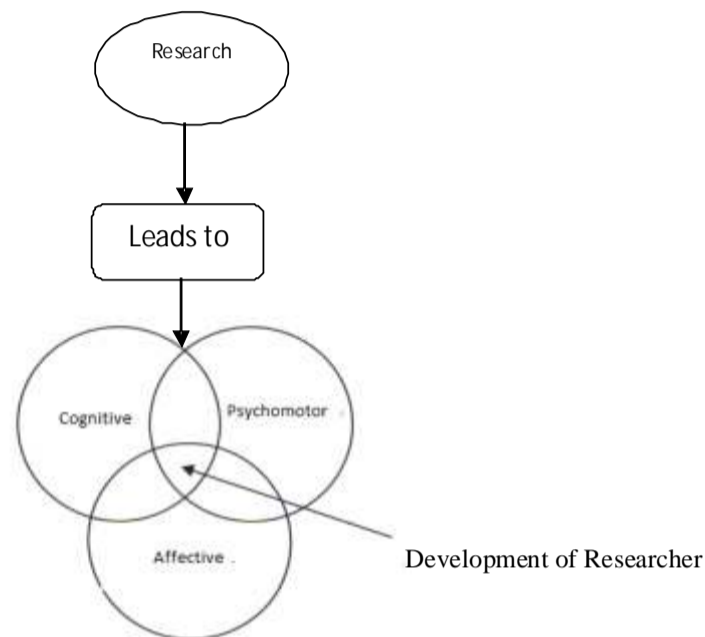 Research
Leads to
Cognitive
Psychomotor
Affective
Development of Researcher